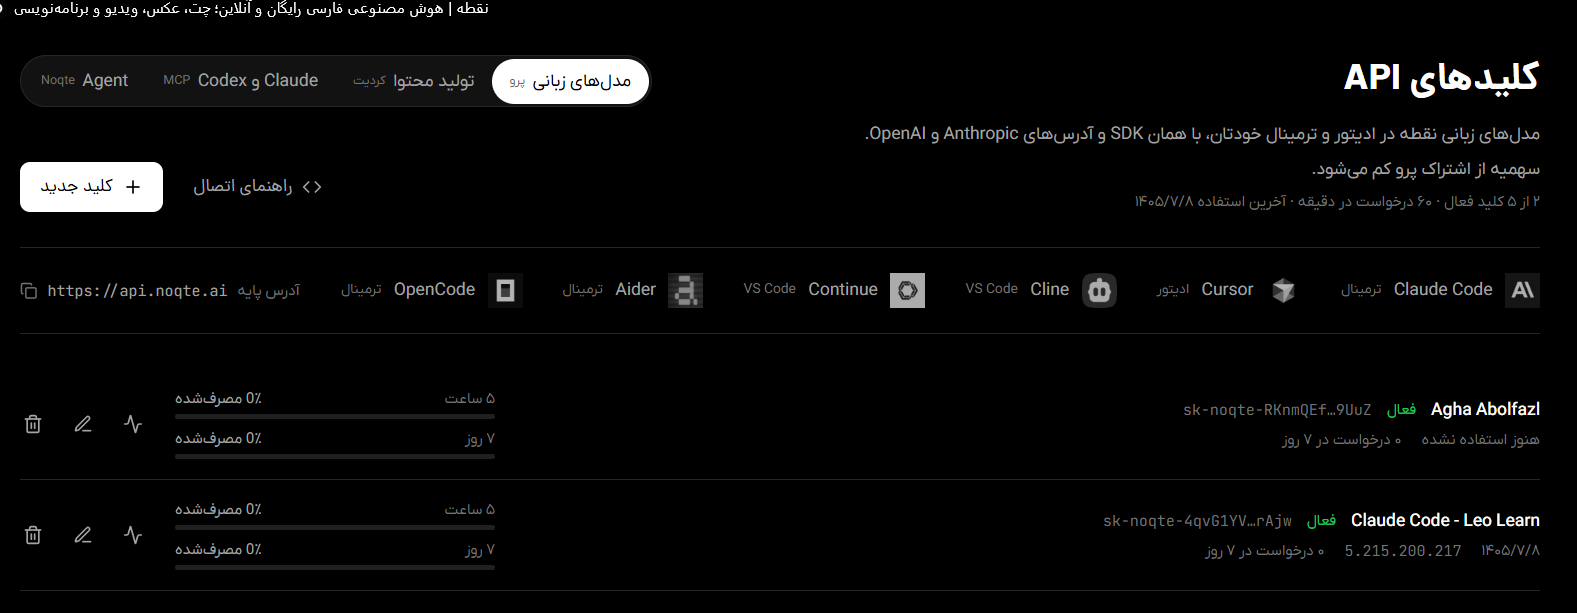 نقطه | هوش مصنوعی فارسی رایگان و آنلاین؛ چت، عکس، ویدیو و برنامه‌نویسی
کلیدهای API
مدل‌های زبانی پرو
تولید محتوا کردیت
Claude و Codex MCP
Agent Noqte
مدل‌های زبانی نقطه در ادیتور و ترمینال خودتان، با همان SDK و آدرس‌های Anthropic و OpenAI.
سهمیه از اشتراک پرو کم می‌شود.
۲ از ۵ کلید فعال · ۶۰ درخواست در دقیقه · آخرین استفاده ۱۴۰۵/۷/۸
راهنمای اتصال
کلید جدید
Claude Code ترمینال
Cursor ادیتور
Cline VS Code
Continue VS Code
Aider ترمینال
OpenCode ترمینال
آدرس پایه https://api.noqte.ai
Agha Abolfazl فعال sk-noqte-RKnmQEf…9UuZ
هنوز استفاده نشده ۰ درخواست در ۷ روز
۵ ساعت 0٪ مصرف‌شده
۷ روز 0٪ مصرف‌شده
Claude Code - Leo Learn فعال sk-noqte-4qvG1YV…rAjw
۱۴۰۵/۷/۸ 5.215.200.217 ۰ درخواست در ۷ روز
۵ ساعت 0٪ مصرف‌شده
۷ روز 0٪ مصرف‌شده